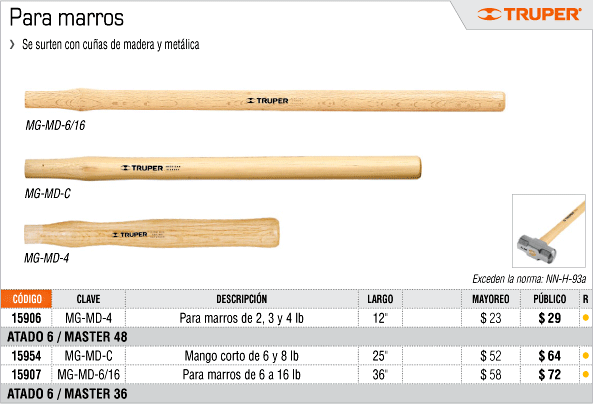 Para marros
TRUPER
❯ Se surten con cuñas de madera y metálica
TRUPER
MG-MD-6/16
TRUPER
MG-MD-C
TRUPER
MG-MD-4
Exceden la norma: NN-H-93a
CÓDIGO CLAVE DESCRIPCIÓN LARGO MAYOREO PÚBLICO R
15906 MG-MD-4 Para marros de 2, 3 y 4 lb 12" $ 23 $ 29
ATADO 6 / MASTER 48
15954 MG-MD-C Mango corto de 6 y 8 lb 25" $ 52 $ 64
15907 MG-MD-6/16 Para marros de 6 a 16 lb 36" $ 58 $ 72
ATADO 6 / MASTER 36